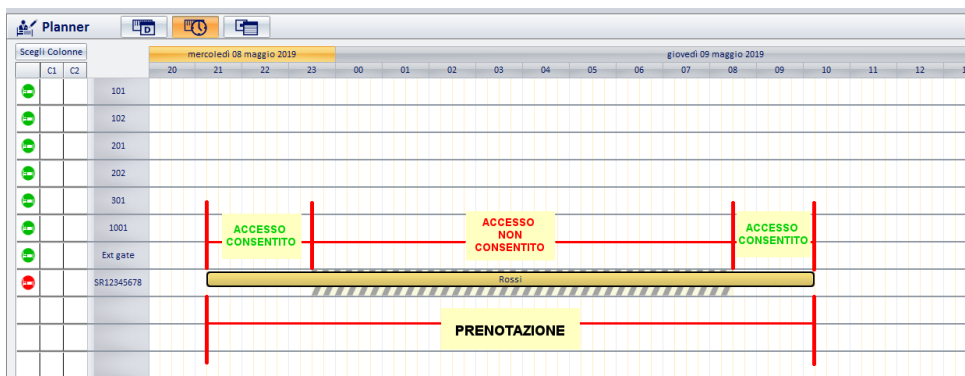 Planner
D
Scegli Colonne
mercoledì 08 maggio 2019
giovedì 09 maggio 2019
C1 C2
20 21 22 23 00 01 02 03 04 05 06 07 08 09 10 11 12
101
102
201
202
301
1001
ACCESSO
CONSENTITO
ACCESSO
NON
CONSENTITO
ACCESSO
CONSENTITO
Ext gate
SR12345678
Rossi
PRENOTAZIONE